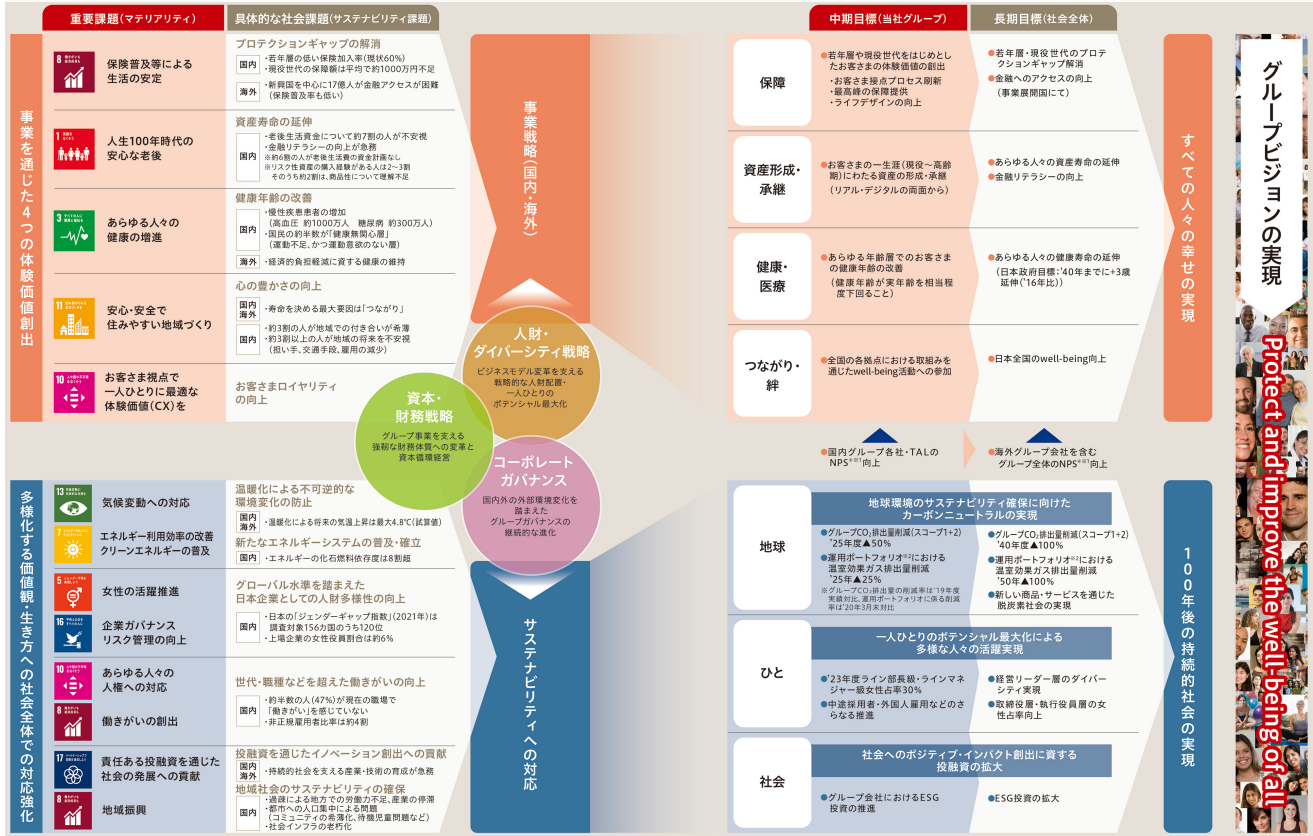 重要課題(マテリアリティ)
具体的な社会課題(サステナビリティ課題)
中期目標(当社グループ)
長期目標(社会全体)
事業を通じた4つの体験価値創出
8
保険普及等による
生活の安定
プロテクションギャップの解消
国内
・若年層の低い保険加入率(現状60%)
・現役世代の保障額は平均で約1000万円不足
海外
・新興国を中心に17億人が金融アクセスが困難
(保険普及率も低い)
1
人生100年時代の
安心な老後
資産寿命の延伸
国内
・老後生活資金について約7割の人が不安視
・金融リテラシーの向上が急務
※約6割の人が老後生活費の資金計画なし
※リスク性資産の購入経験がある人は2〜3割
そのうち約2割は、商品性について理解不足
3
あらゆる人々の
健康の増進
健康年齢の改善
国内
・慢性疾患患者の増加
(高血圧 約1000万人 糖尿病 約300万人)
・国民の約半数が「健康無関心層」
(運動不足、かつ運動意欲のない層)
海外
・経済的負担軽減に資する健康の維持
11
安心・安全で
住みやすい地域づくり
心の豊かさの向上
国内
海外
・寿命を決める最大要因は「つながり」
国内
・約3割の人が地域での付き合いが希薄
・約3割以上の人が地域の将来を不安視
(担い手、交通手段、雇用の減少)
10
お客さま視点で
一人ひとりに最適な
体験価値(CX)を
お客さまロイヤリティ
の向上
事業戦略(国内・海外)
人財・
ダイバーシティ戦略
ビジネスモデル変革を支える
戦略的な人財配置・
一人ひとりの
ポテンシャル最大化
資本・
財務戦略
グループ事業を支える
強靭な財務体質への変革と
資本循環経営
コーポレート
ガバナンス
国内外の外部環境変化を
踏まえた
グループガバナンスの
継続的な進化
サステナビリティへの対応
多様化する価値観・生き方への社会全体での対応強化
13
気候変動への対応
温暖化による不可逆的な
環境変化の防止
国内
海外
・温暖化による将来の気温上昇は最大4.8℃(試算値)
7
エネルギー利用効率の改善
クリーンエネルギーの普及
新たなエネルギーシステムの普及・確立
国内
・エネルギーの化石燃料依存度は8割超
5
女性の活躍推進
16
企業ガバナンス
リスク管理の向上
グローバル水準を踏まえた
日本企業としての人財多様性の向上
国内
・日本の「ジェンダーギャップ指数」(2021年)は
調査対象156カ国のうち120位
・上場企業の女性役員割合は約6%
10
あらゆる人々の
人権への対応
8
働きがいの創出
世代・職種などを超えた働きがいの向上
国内
・約半数の人(47%)が現在の職場で
「働きがい」を感じていない
・非正規雇用者比率は約4割
17
責任ある投融資を通じた
社会の発展への貢献
投融資を通じたイノベーション創出への貢献
国内
海外
・持続的社会を支える産業・技術の育成が急務
8
地域振興
地域社会のサステナビリティの確保
国内
・過疎による地方での労働力不足、産業の停滞
・都市への人口集中による問題
(コミュニティの希薄化、待機児童問題など)
・社会インフラの老朽化
保障
●若年層や現役世代をはじめとし
たお客さまの体験価値の創出
・お客さま接点プロセス刷新
・最高峰の保障提供
・ライフデザインの向上
●若年層・現役世代のプロテ
クションギャップ解消
●金融へのアクセスの向上
(事業展開国にて)
資産形成・
承継
●お客さまの一生涯(現役〜高齢
期)にわたる資産の形成・承継
(リアル・デジタルの両面から)
●あらゆる人々の資産寿命の延伸
●金融リテラシーの向上
健康・
医療
●あらゆる年齢層でのお客さま
の健康年齢の改善
(健康年齢が実年齢を相当程
度下回ること)
●あらゆる人々の健康寿命の延伸
(日本政府目標:'40年までに+3歳
延伸('16年比))
つながり・
絆
●全国の各拠点における取組みを
通じたwell-being活動への参加
●日本全国のwell-being向上
●国内グループ各社・TALの
NPS®※1向上
●海外グループ会社を含む
グループ全体のNPS®※1向上
すべての人々の幸せの実現
地球
地球環境のサステナビリティ確保に向けた
カーボンニュートラルの実現
●グループCO₂排出量削減(スコープ1+2)
'25年度▲50%
●運用ポートフォリオ※2における
温室効果ガス排出量削減
'25年▲25%
※グループCO₂排出量の削減率は'19年度
実績対比、運用ポートフォリオに係る削減
率は'20年3月末対比
●グループCO₂排出量削減(スコープ1+2)
'40年度▲100%
●運用ポートフォリオ※2における
温室効果ガス排出量削減
'50年▲100%
●新しい商品・サービスを通じた
脱炭素社会の実現
ひと
一人ひとりのポテンシャル最大化による
多様な人々の活躍実現
●'23年度ライン部長級・ラインマネ
ジャー級女性占率30%
●中途採用者・外国人雇用などのさ
らなる推進
●経営リーダー層のダイバー
シティ実現
●取締役層・執行役員層の女
性占率向上
社会
社会へのポジティブ・インパクト創出に資する
投融資の拡大
●グループ会社におけるESG
投資の推進
●ESG投資の拡大
100年後の持続的社会の実現
グループビジョンの実現
Protect and improve the well-being of all